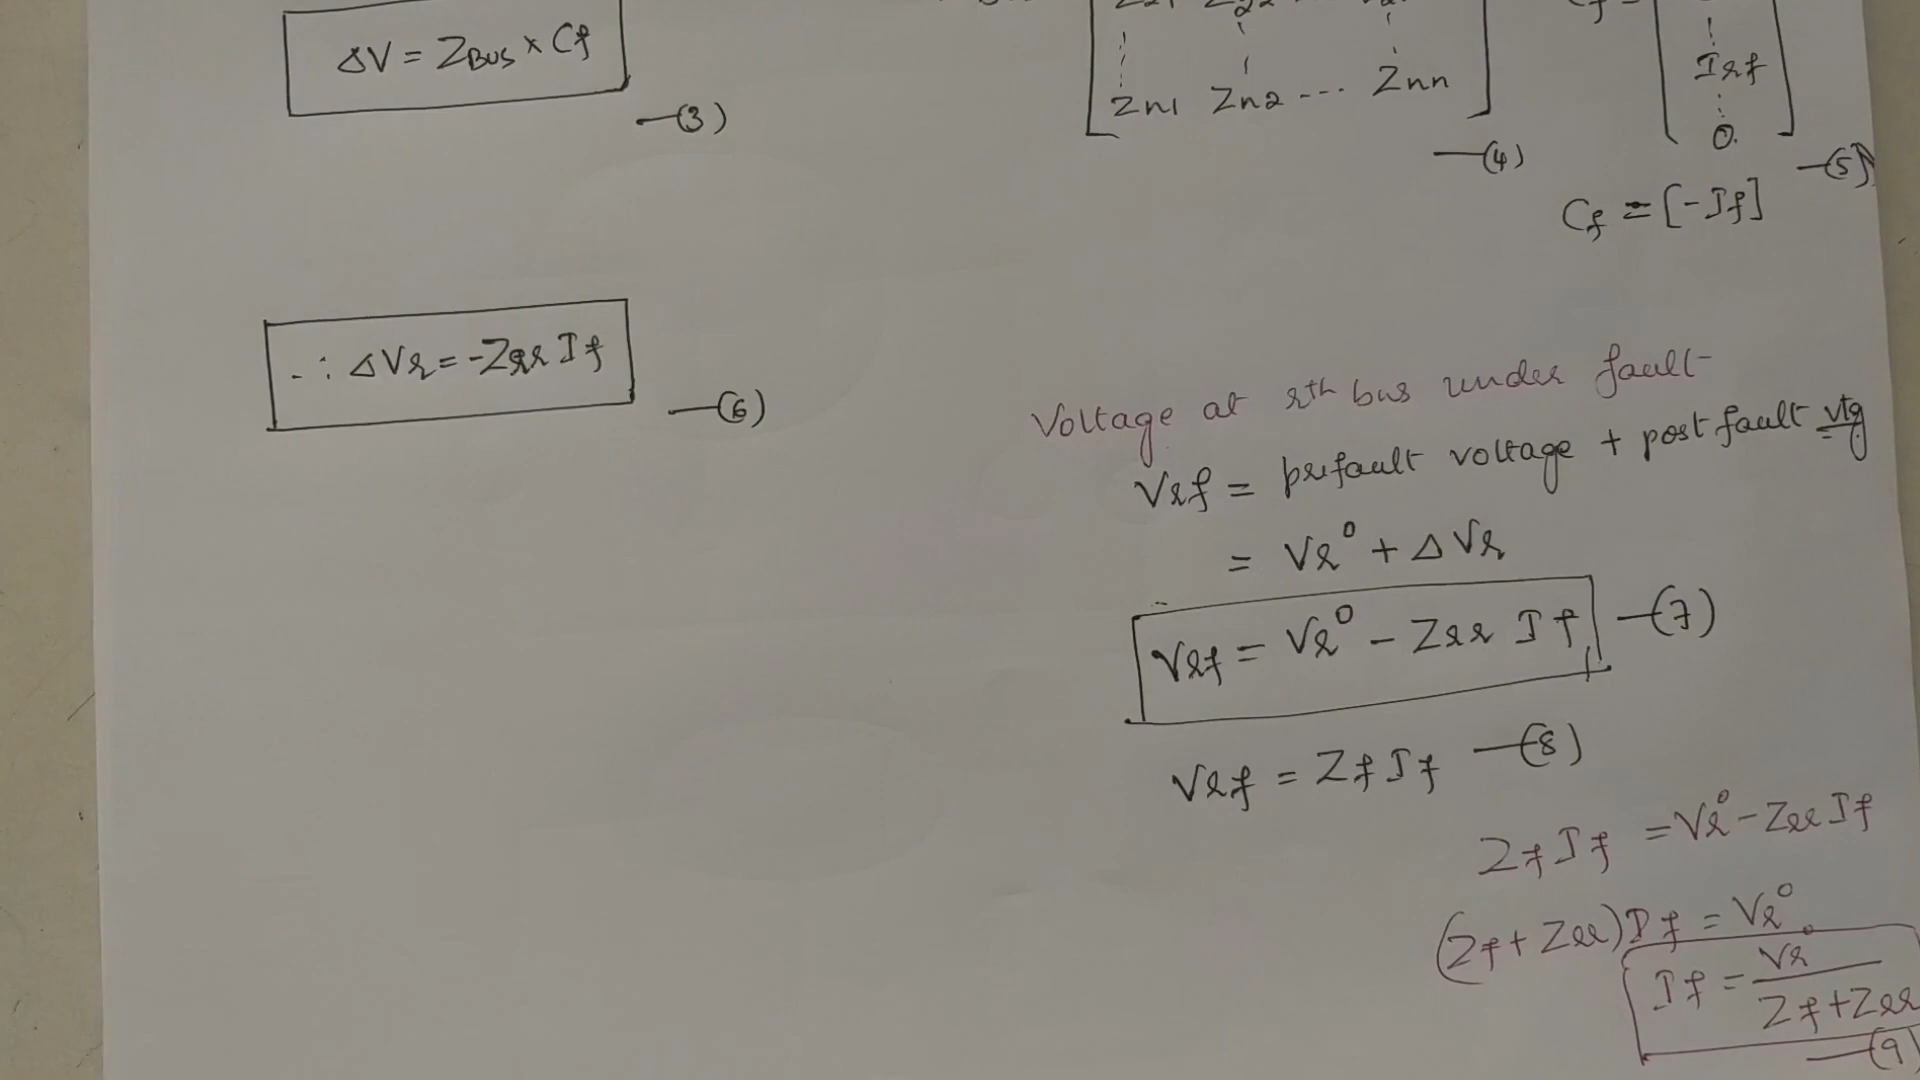 ΔV = ZBUS × Cf
—(3)
Zn1 Zn2 --- Znn
—(4)
Irf
0.
—(5)
Cf = [-If]
∴ ΔVr = -Zrr If
—(6)
Voltage at rth bus under fault
Vrf = prefault voltage + post fault vtg
= Vr⁰ + ΔVr
Vrf = Vr⁰ - Zrr If —(7)
Vrf = Zf If —(8)
Zf If = Vr⁰ - Zrr If
(Zf + Zrr) If = Vr⁰
If = Vr⁰ / Zf + Zrr
—(9)